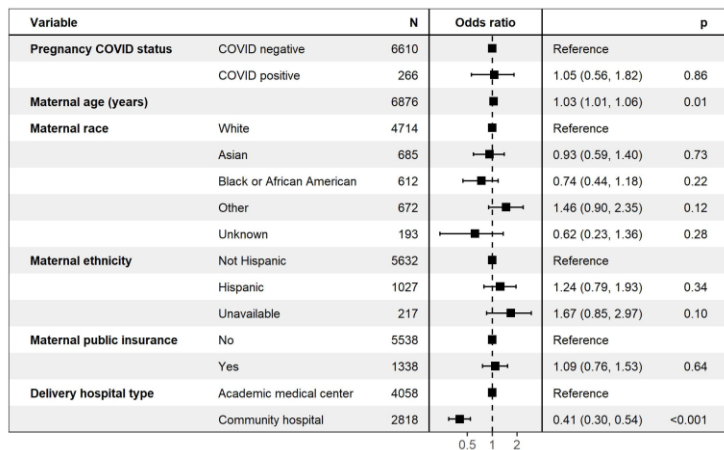 Variable N Odds ratio p
Pregnancy COVID status COVID negative 6610 Reference
COVID positive 266 1.05 (0.56, 1.82) 0.86
Maternal age (years) 6876 1.03 (1.01, 1.06) 0.01
Maternal race White 4714 Reference
Asian 685 0.93 (0.59, 1.40) 0.73
Black or African American 612 0.74 (0.44, 1.18) 0.22
Other 672 1.46 (0.90, 2.35) 0.12
Unknown 193 0.62 (0.23, 1.36) 0.28
Maternal ethnicity Not Hispanic 5632 Reference
Hispanic 1027 1.24 (0.79, 1.93) 0.34
Unavailable 217 1.67 (0.85, 2.97) 0.10
Maternal public insurance No 5538 Reference
Yes 1338 1.09 (0.76, 1.53) 0.64
Delivery hospital type Academic medical center 4058 Reference
Community hospital 2818 0.41 (0.30, 0.54) <0.001
0.5 1 2